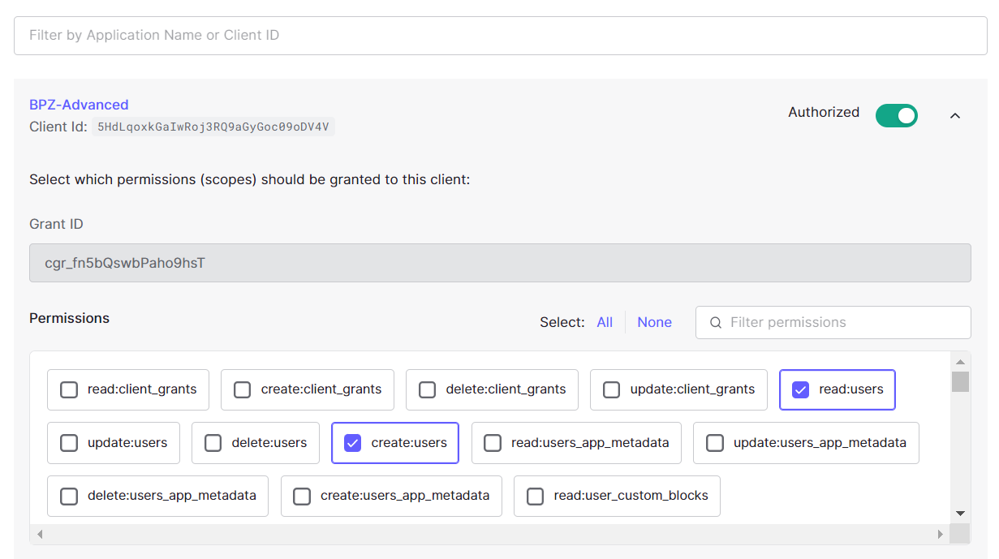 Filter by Application Name or Client ID
BPZ-Advanced
Authorized
Client Id: 5HdLqoxkGaIwRoj3RQ9aGyGoc09oDV4V
Select which permissions (scopes) should be granted to this client:
Grant ID
cgr_fn5bQswbPaho9hsT
Permissions Select: All None Filter permissions
read:client_grants create:client_grants delete:client_grants update:client_grants read:users
update:users delete:users create:users read:users_app_metadata update:users_app_metadata
delete:users_app_metadata create:users_app_metadata read:user_custom_blocks